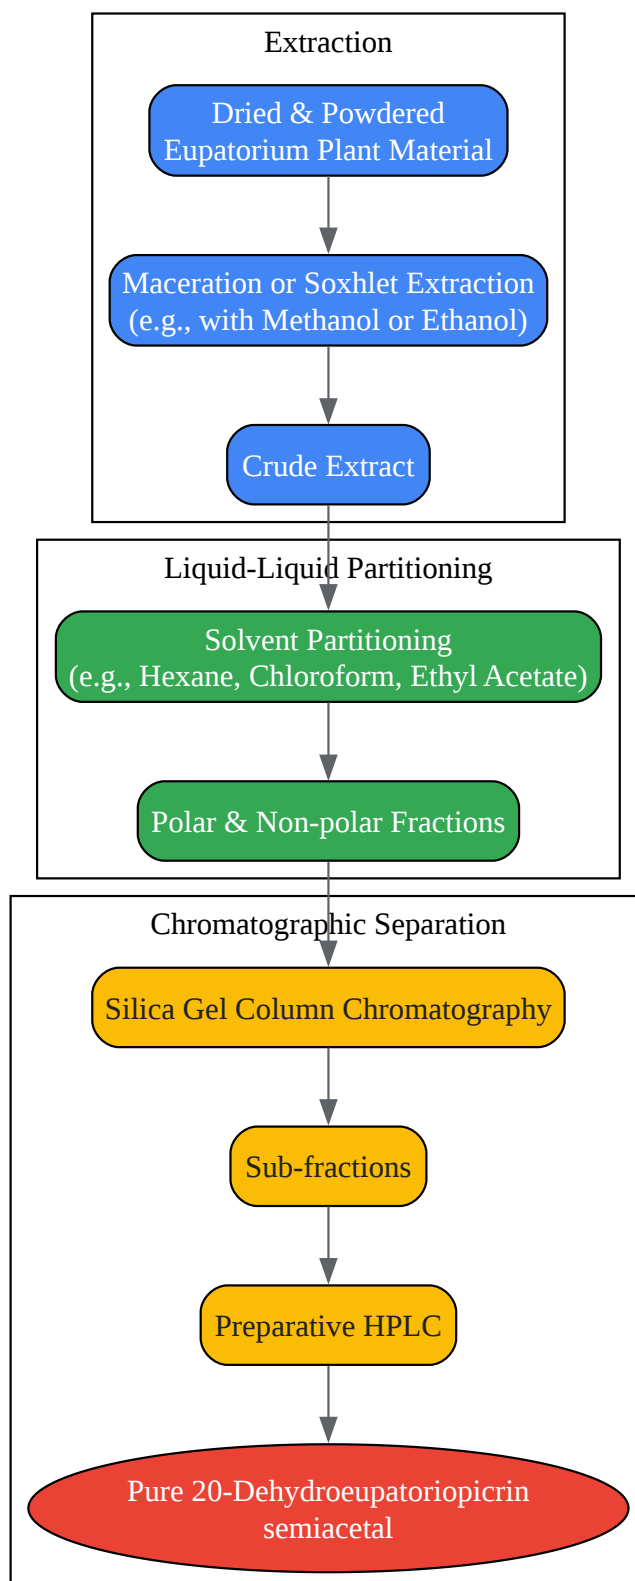 Extraction
Dried & Powdered
Eupatorium Plant Material
Maceration or Soxhlet Extraction
(e.g., with Methanol or Ethanol)
Crude Extract
Liquid-Liquid Partitioning
Solvent Partitioning
(e.g., Hexane, Chloroform, Ethyl Acetate)
Polar & Non-polar Fractions
Chromatographic Separation
Silica Gel Column Chromatography
Sub-fractions
Preparative HPLC
Pure 20-Dehydroeupatoriopicrin
semiacetal